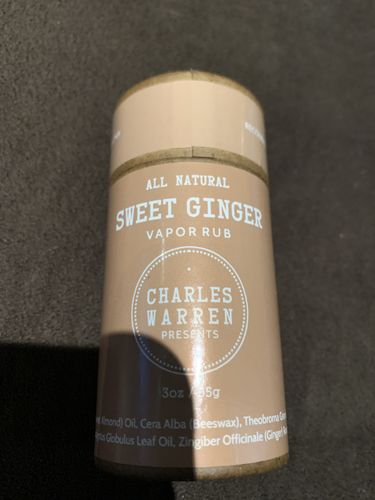 ALL NATURAL
SWEET GINGER
VAPOR RUB
CHARLES
WARREN
PRESENTS
3oz / 85g
Almond) Oil, Cera Alba (Beeswax), Theobroma
Globulus Leaf Oil, Zingiber Officinale (Ginger)